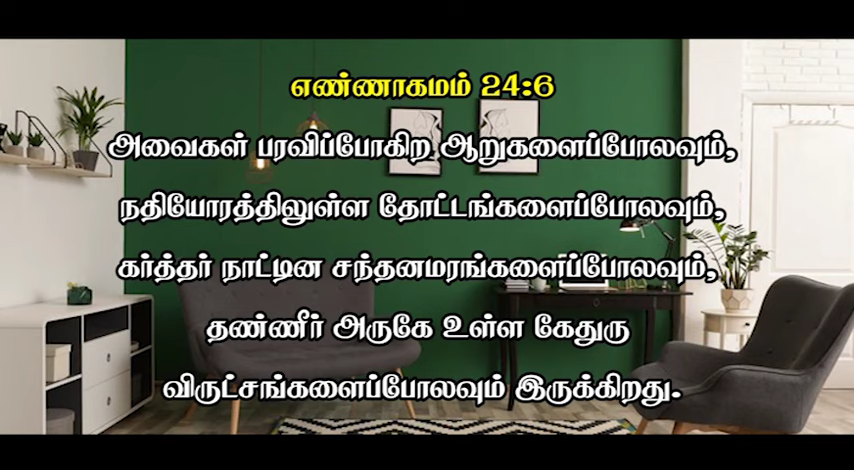 எண்ணாகமம் 24:6
அவைகள் பரவிப்போகிற ஆறுகளைப்போலவும்,
நதியோரத்திலுள்ள தோட்டங்களைப்போலவும்,
கர்த்தர் நாட்டின சந்தனமரங்களைப்போலவும்,
தண்ணீர் அருகே உள்ள கேதுரு
விருட்சங்களைப்போலவும் இருக்கிறது.